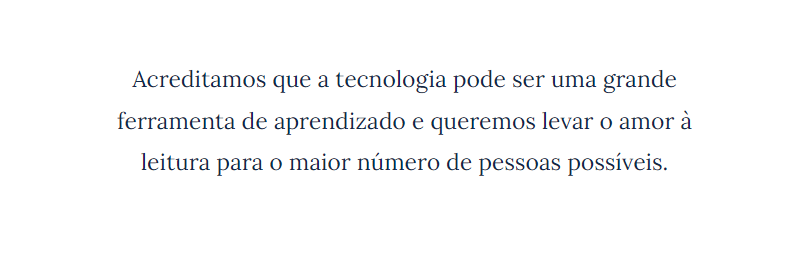 Acreditamos que a tecnologia pode ser uma grande
ferramenta de aprendizado e queremos levar o amor à
leitura para o maior número de pessoas possíveis.